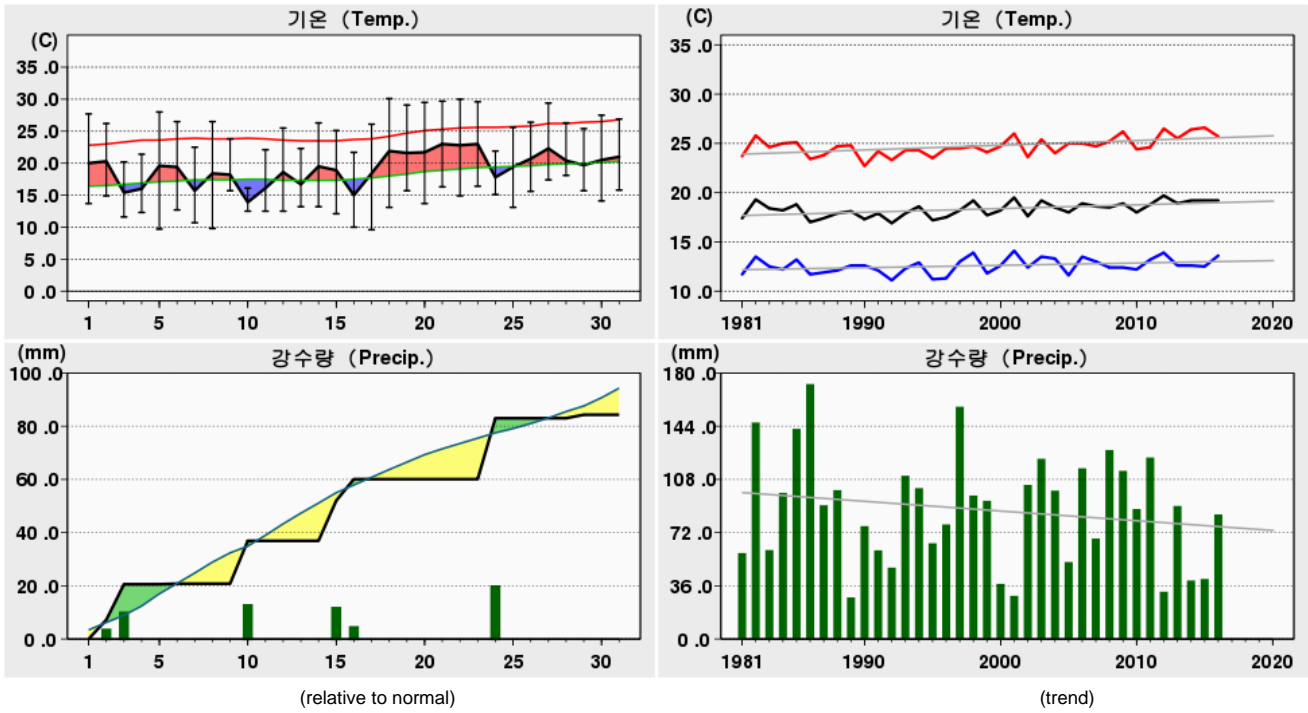 기온 (Temp.)
(C)
35 .0
30 .0
25 .0
20 .0
15 .0
10 .0
5 .0
0 .0
1 5 10 15 20 25 30
기온 (Temp.)
(C)
35 .0
30 .0
25 .0
20 .0
15 .0
10 .0
1981 1990 2000 2010 2020
강수량 (Precip.)
(mm)
100 .0
80 .0
60 .0
40 .0
20 .0
0 .0
1 5 10 15 20 25 30
(relative to normal)
강수량 (Precip.)
(mm)
180 .0
144 .0
108 .0
72 .0
36 .0
0 .0
1981 1990 2000 2010 2020
(trend)